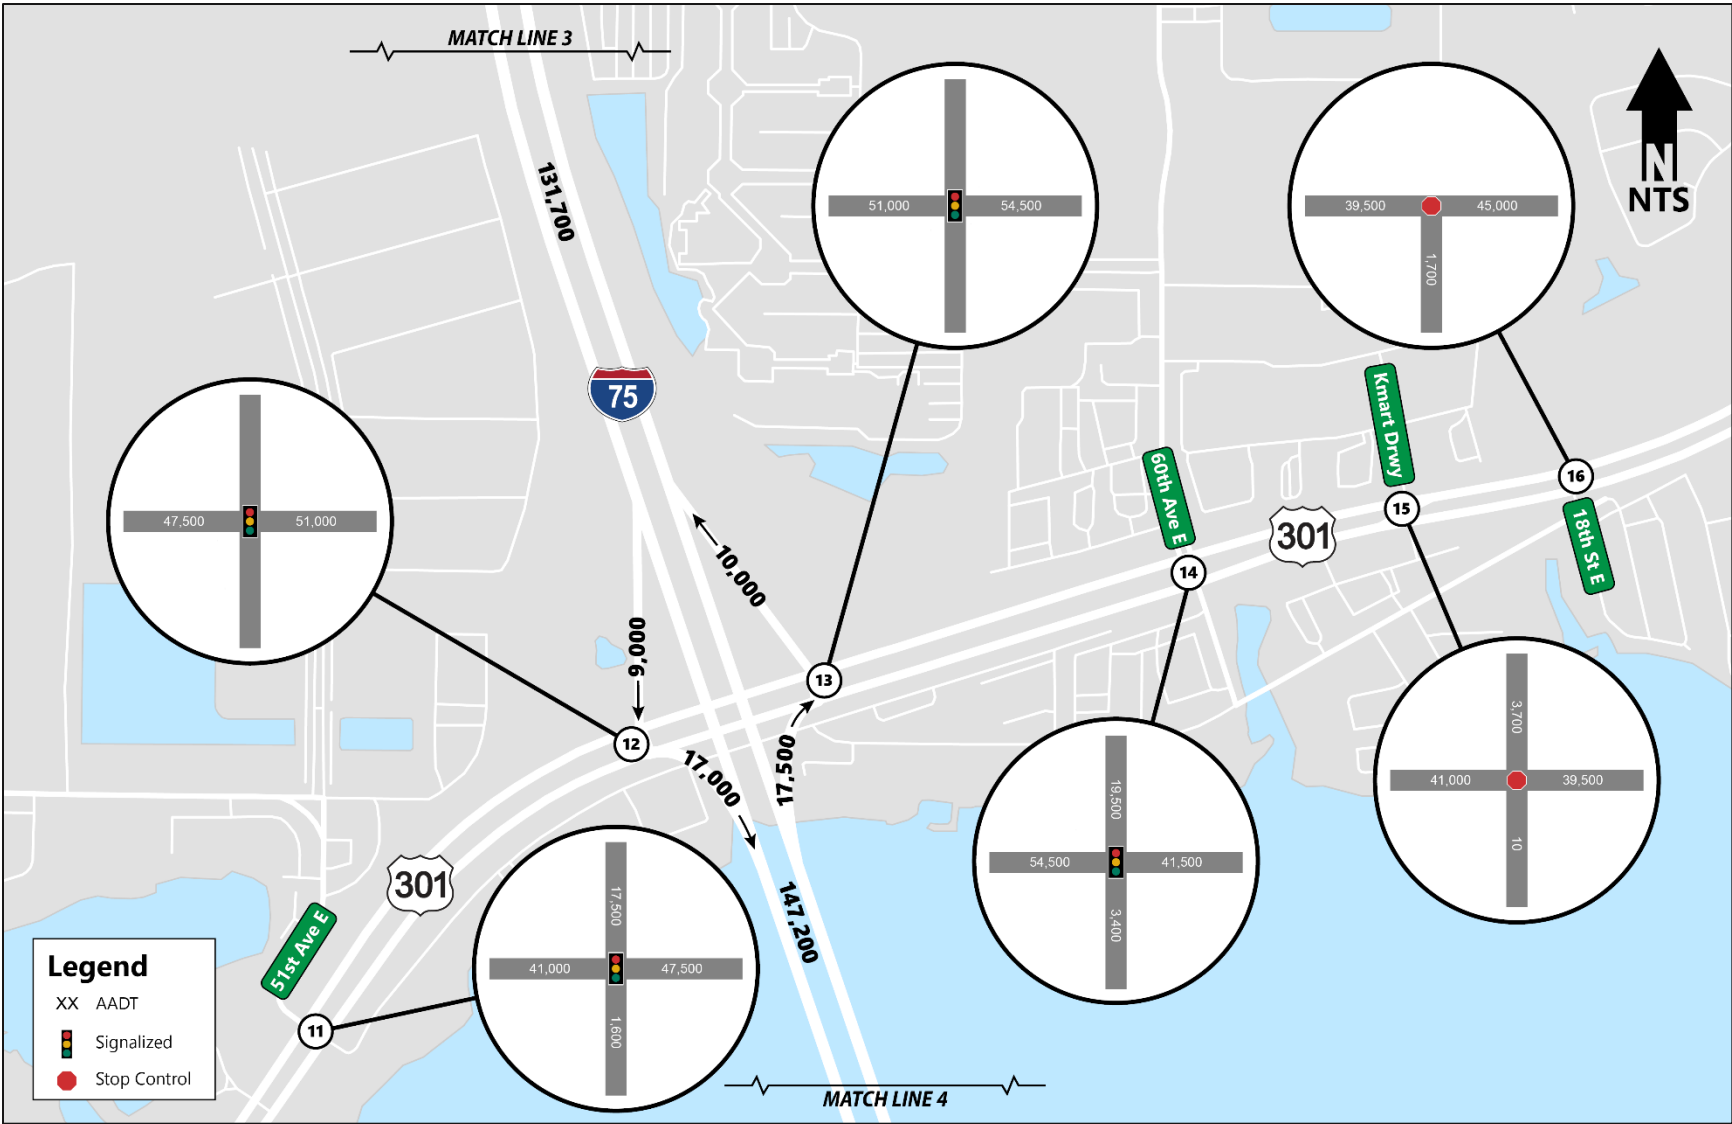 MATCH LINE 3
N
NTS
131,700
51,000
54,500
39,500
45,000
1,700
75
47,500
51,000
Kmart Drwy
60th Ave E
16
15
301
18th St E
14
10,000
9,000
13
12
17,000
17,500
3,700
41,000
39,500
10
19,500
54,500
41,500
3,400
301
51st Ave E
17,500
41,000
47,500
1,600
147,200
11
Legend
XX AADT
Signalized
Stop Control
MATCH LINE 4